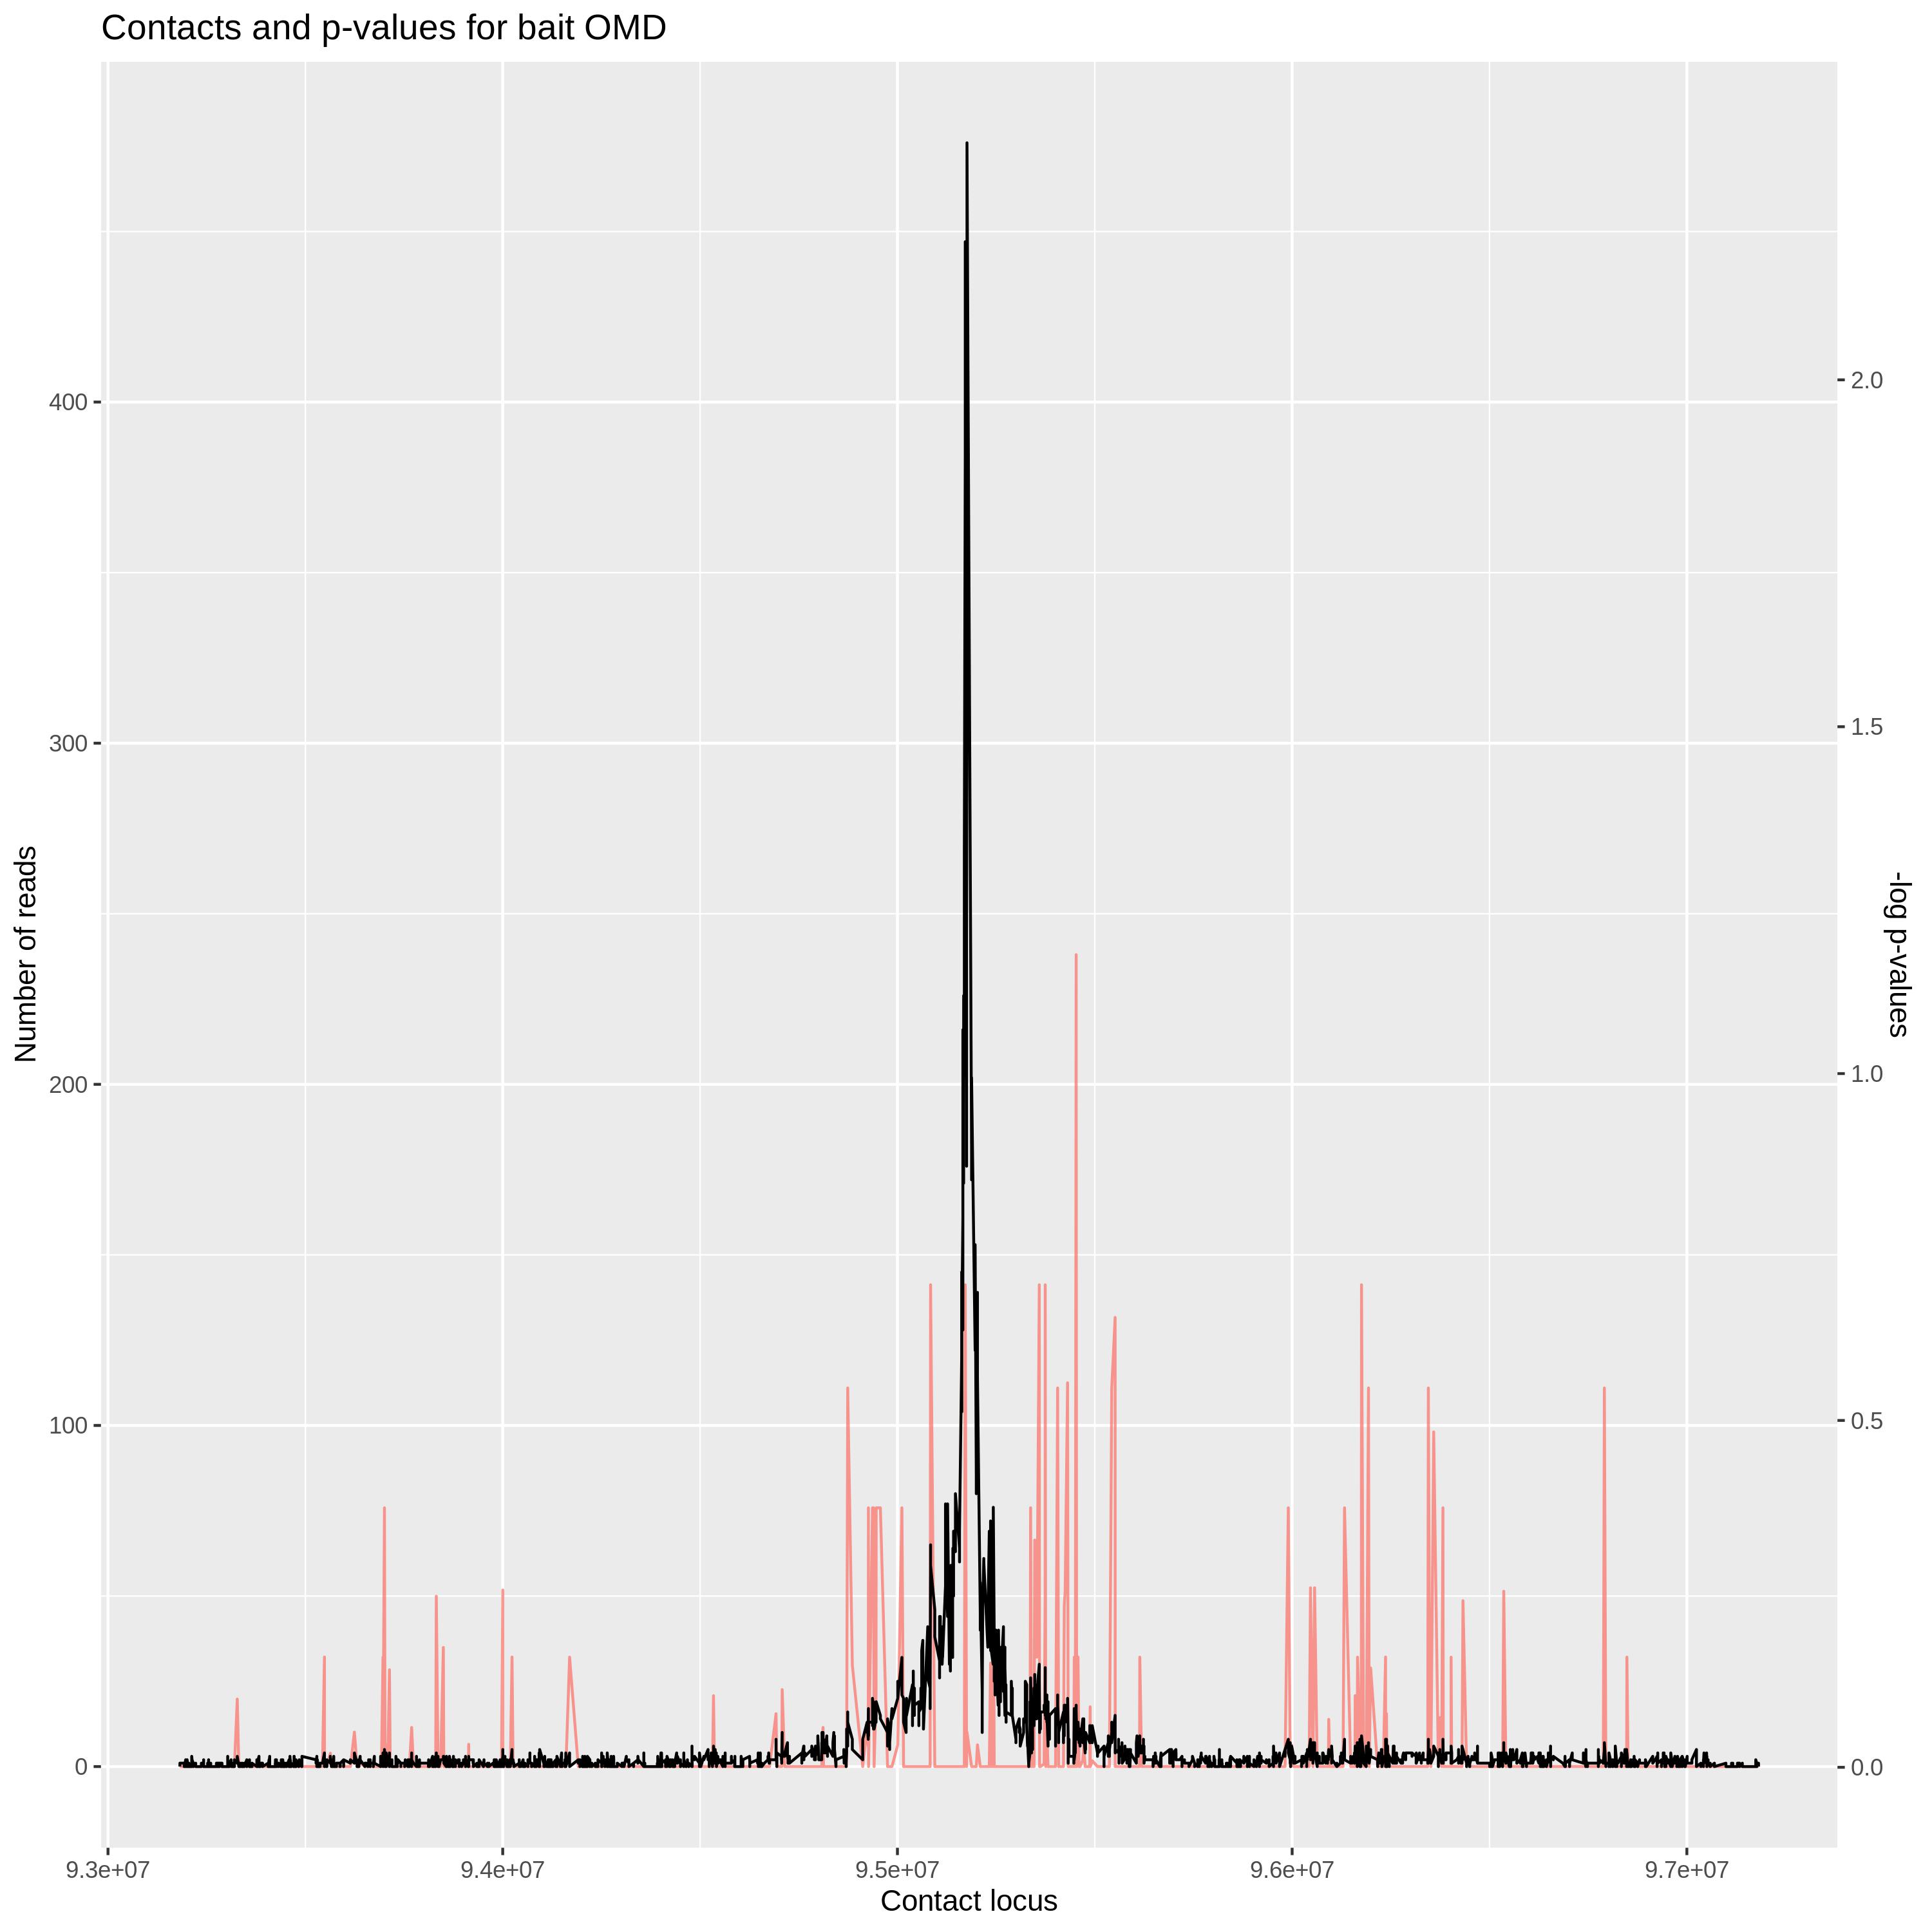 Contacts and p-values for bait OMD
Number of reads
400
300
200
100
0
2.0
1.5
1.0
0.5
0.0
-log p-values
9.3e+07
9.4e+07
9.5e+07
9.6e+07
9.7e+07
Contact locus